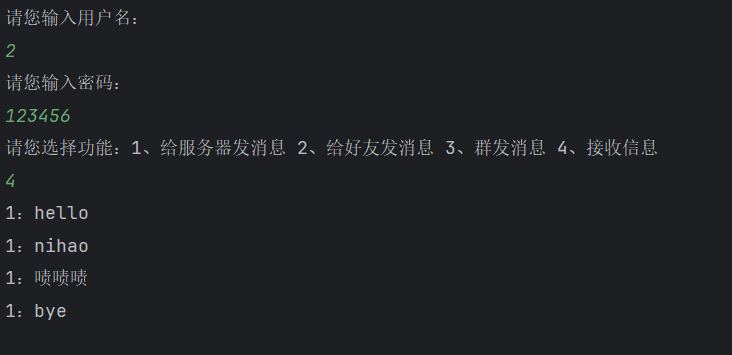 请您输入用户名：
2
请您输入密码：
123456
请您选择功能：1、给服务器发消息 2、给好友发消息 3、群发消息 4、接收信息
4
1：hello
1：nihao
1：啧啧啧
1：bye